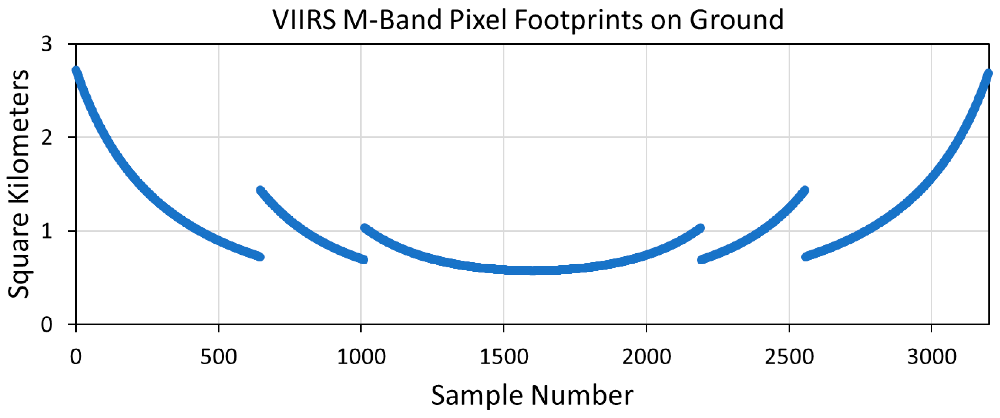 VIIRS M-Band Pixel Footprints on Ground
3
2
1
0
Square Kilometers
0 500 1000 1500 2000 2500 3000
Sample Number